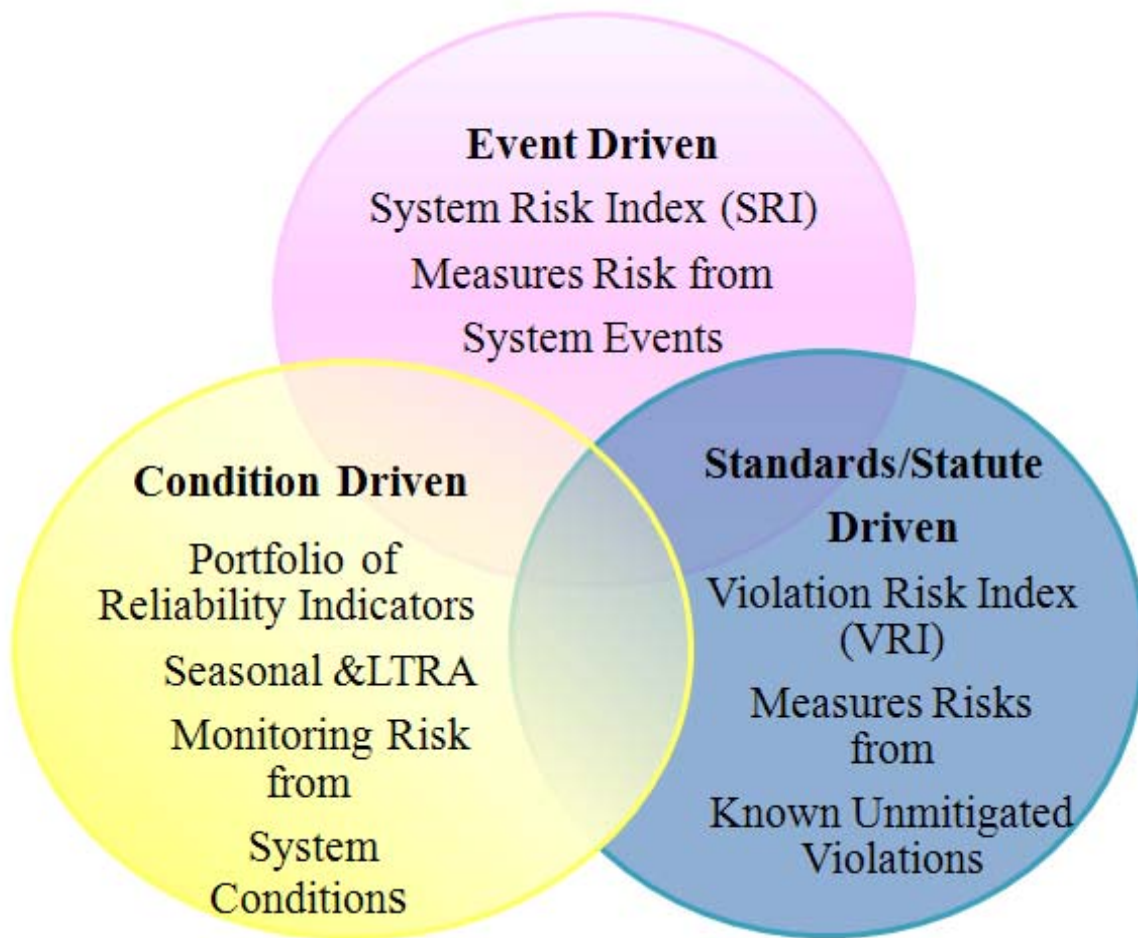 Event Driven
System Risk Index (SRI)
Measures Risk from
System Events
Condition Driven
Portfolio of
Reliability Indicators
Seasonal &LTRA
Monitoring Risk
from
System
Conditions
Standards/Statute
Driven
Violation Risk Index
(VRI)
Measures Risks
from
Known Unmitigated
Violations